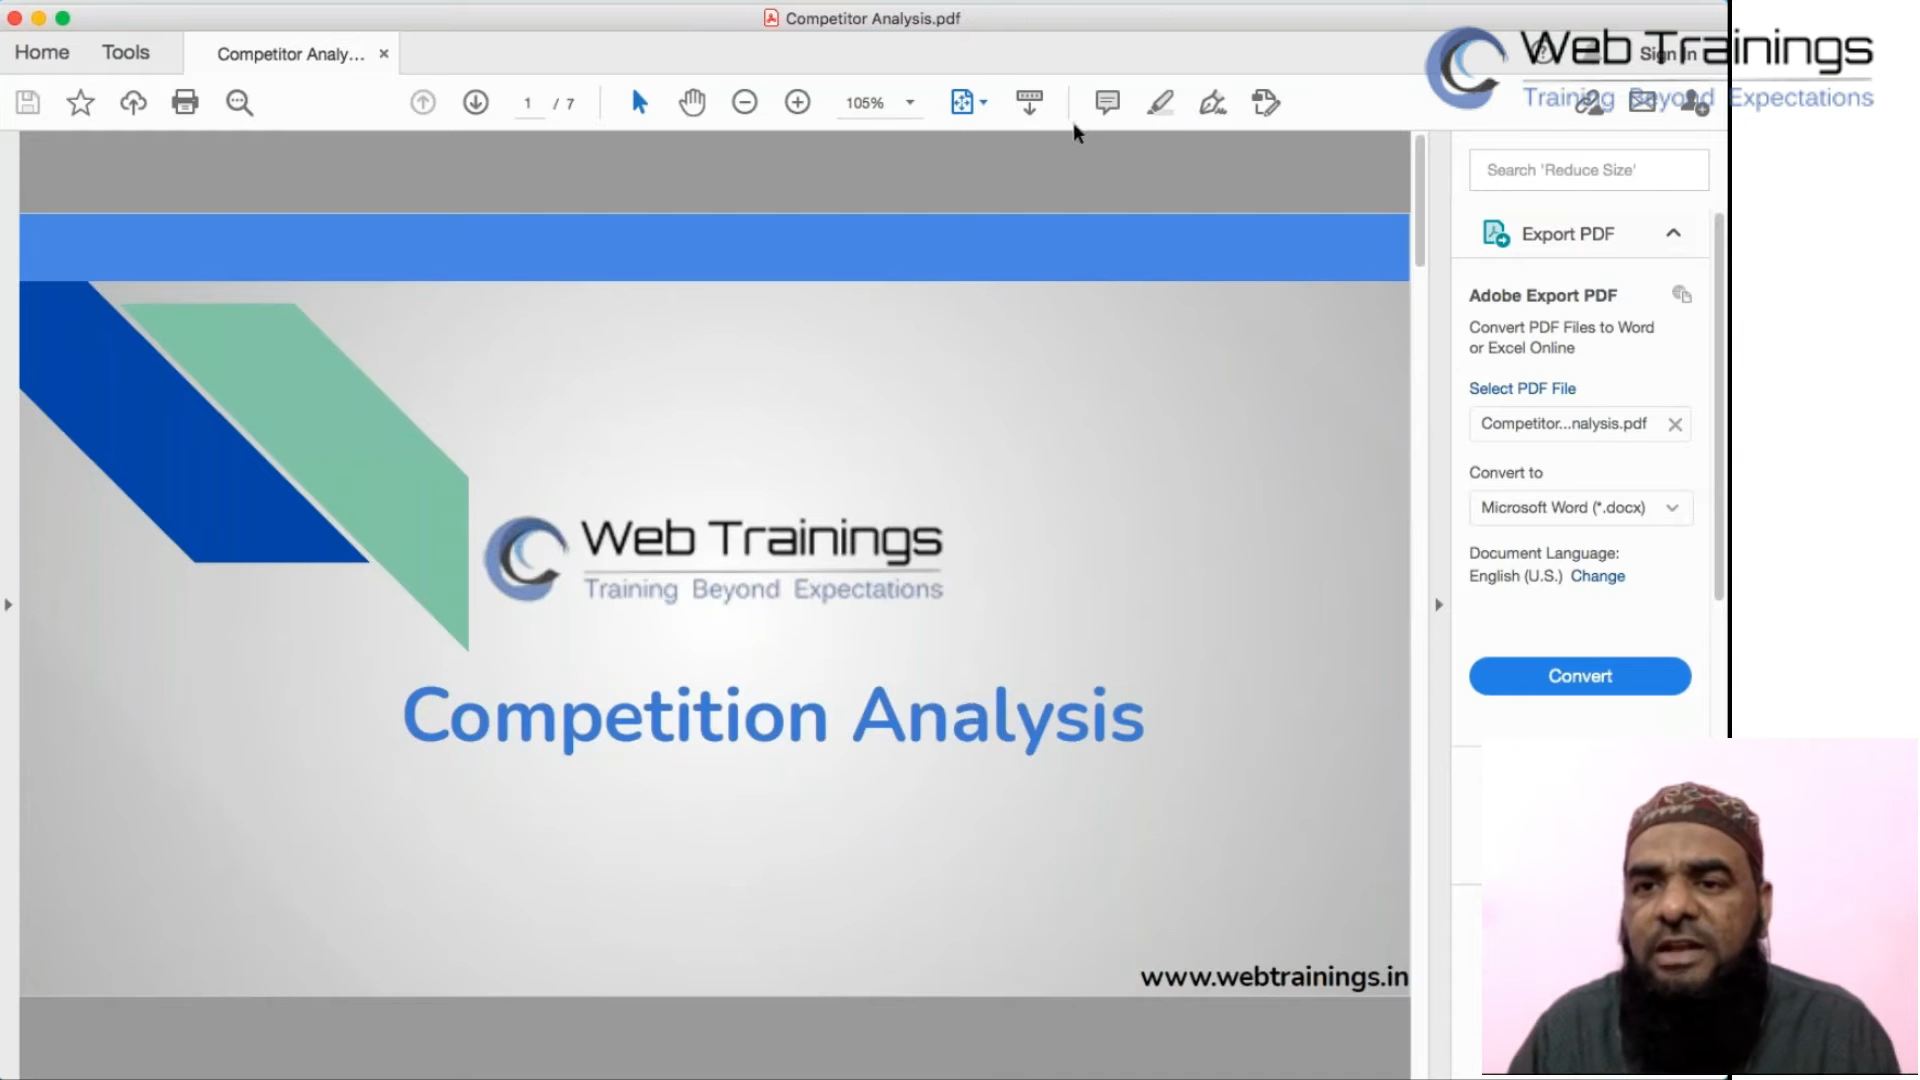 Competitor Analysis.pdf
Home
Tools
Competitor Analy...
Sign In
Web Trainings
Training Beyond Expectations
1 / 7
105%
Search 'Reduce Size'
Export PDF
Adobe Export PDF
Convert PDF Files to Word
or Excel Online
Select PDF File
Competitor...nalysis.pdf
Convert to
Microsoft Word (*.docx)
Document Language:
English (U.S.) Change
Convert
Web Trainings
Training Beyond Expectations
Competition Analysis
www.webtrainings.in